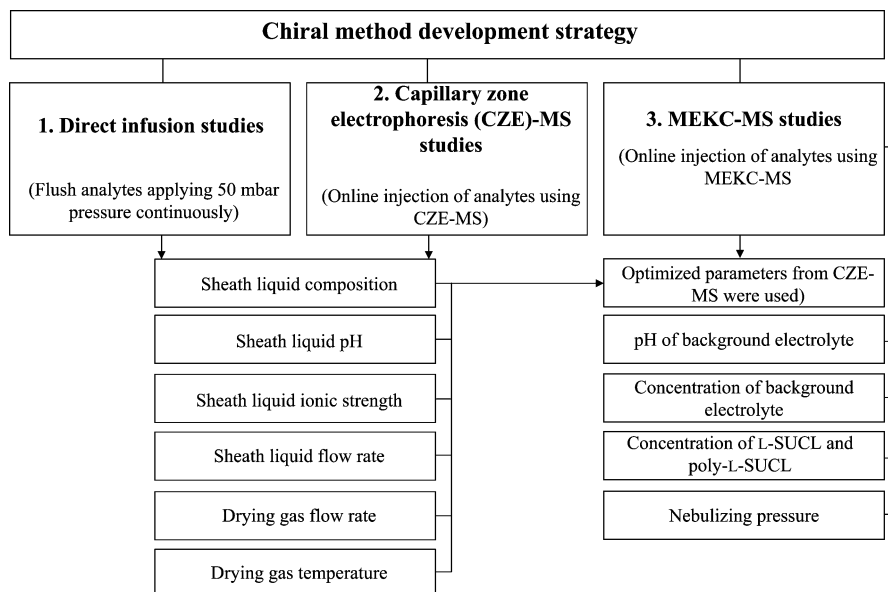 Chiral method development strategy
1. Direct infusion studies
(Flush analytes applying 50 mbar
pressure continuously)
2. Capillary zone
electrophoresis (CZE)-MS
studies
(Online injection of analytes using
CZE-MS)
3. MEKC-MS studies
(Online injection of analytes using
MEKC-MS
Sheath liquid composition
Sheath liquid pH
Sheath liquid ionic strength
Sheath liquid flow rate
Drying gas flow rate
Drying gas temperature
Optimized parameters from CZE-
MS were used)
pH of background electrolyte
Concentration of background
electrolyte
Concentration of L-SUCL and
poly-L-SUCL
Nebulizing pressure